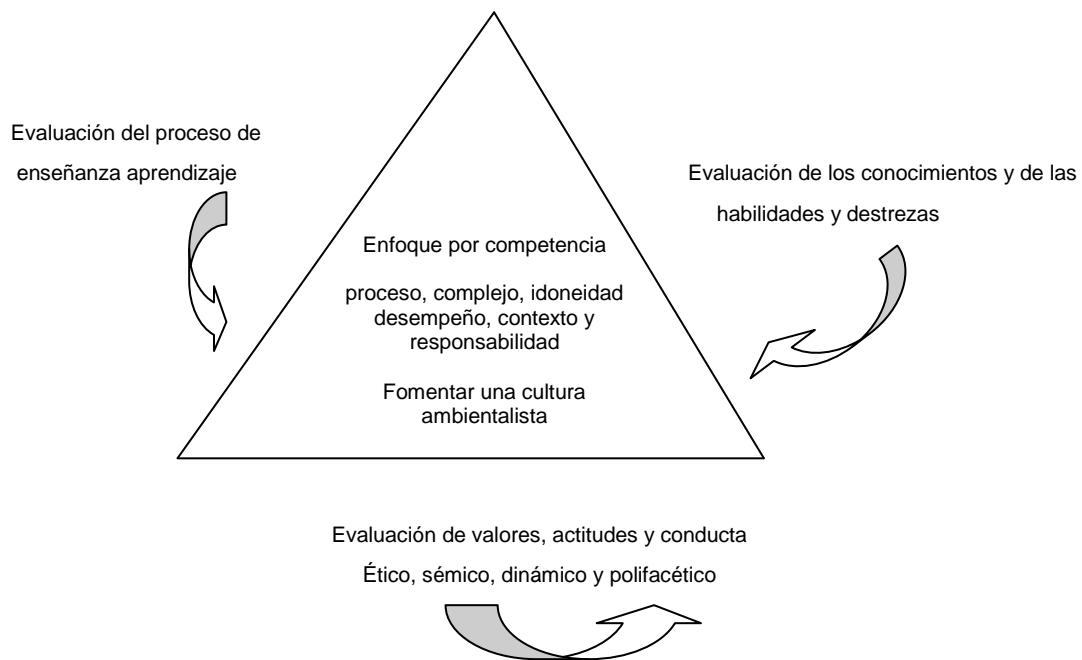 Evaluación del proceso de
enseñanza aprendizaje
Evaluación de los conocimientos y de las
habilidades y destrezas
Enfoque por competencia
proceso, complejo, idoneidad
desempeño, contexto y
responsabilidad
Fomentar una cultura
ambientalista
Evaluación de valores, actitudes y conducta
Ético, sémico, dinámico y polifacético